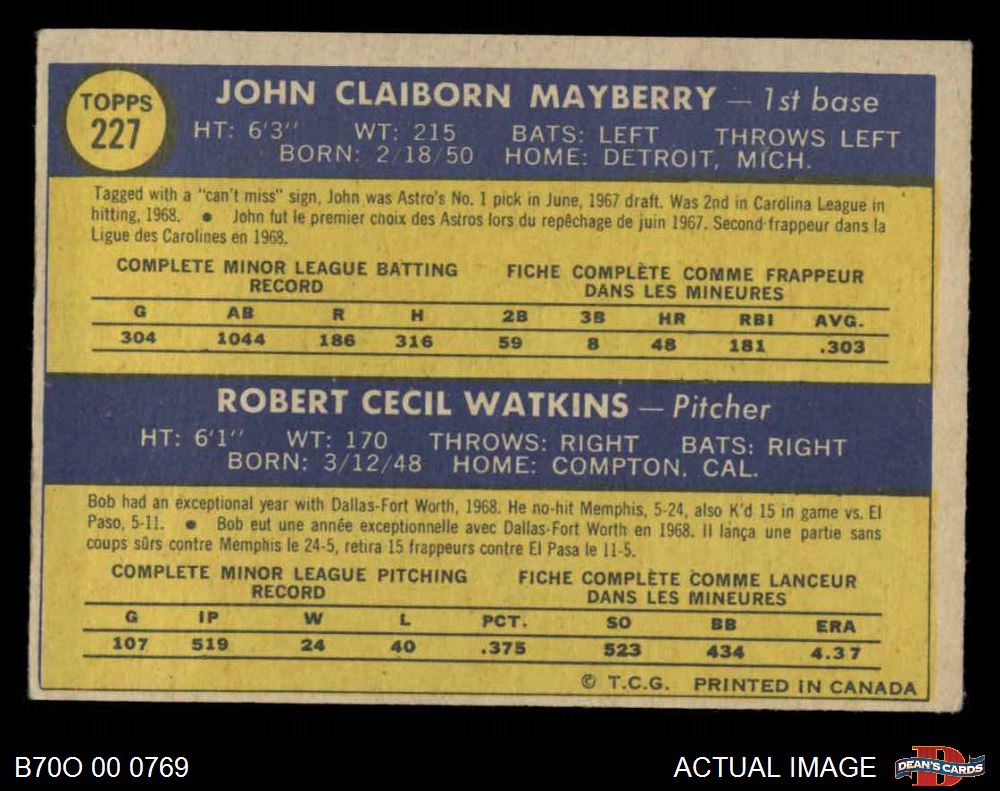 TOPPS
227
JOHN CLAIBORN MAYBERRY — 1st base
HT: 6'3" WT: 215 BATS: LEFT THROWS LEFT
BORN: 2/18/50 HOME: DETROIT, MICH.
Tagged with a "can't miss" sign, John was Astro's No. 1 pick in June, 1967 draft. Was 2nd in Carolina League in
hitting, 1968. ● John fut le premier choix des Astros lors du repêchage de juin 1967. Second frappeur dans la
Ligue des Carolines en 1968.
COMPLETE MINOR LEAGUE BATTING FICHE COMPLÈTE COMME FRAPPEUR
RECORD DANS LES MINEURES
G AB R H 2B 3B HR RBI AVG.
304 1044 186 316 59 8 48 181 .303
ROBERT CECIL WATKINS — Pitcher
HT: 6'1" WT: 170 THROWS: RIGHT BATS: RIGHT
BORN: 3/12/48 HOME: COMPTON, CAL.
Bob had an exceptional year with Dallas-Fort Worth, 1968. He no-hit Memphis, 5-24, also K'd 15 in game vs. El
Paso, 5-11. ● Bob eut une année exceptionnelle avec Dallas-Fort Worth en 1968. Il lança une partie sans
coups sûrs contre Memphis le 24-5, retira 15 frappeurs contre El Pasa le 11-5.
COMPLETE MINOR LEAGUE PITCHING FICHE COMPLÈTE COMME LANCEUR
RECORD DANS LES MINEURES
G IP W L PCT. SO BB ERA
107 519 24 40 .375 523 434 4.37
© T.C.G. PRINTED IN CANADA
B70O 00 0769 ACTUAL IMAGE DEAN'S CARDS